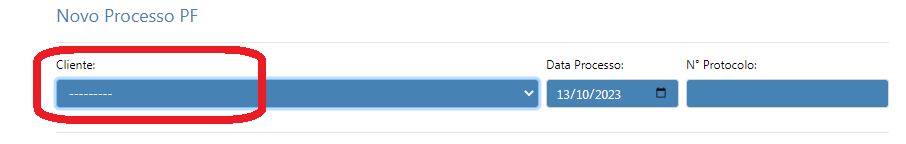 Novo Processo PF
Cliente: Data Processo: N° Protocolo:
--------- 13/10/2023